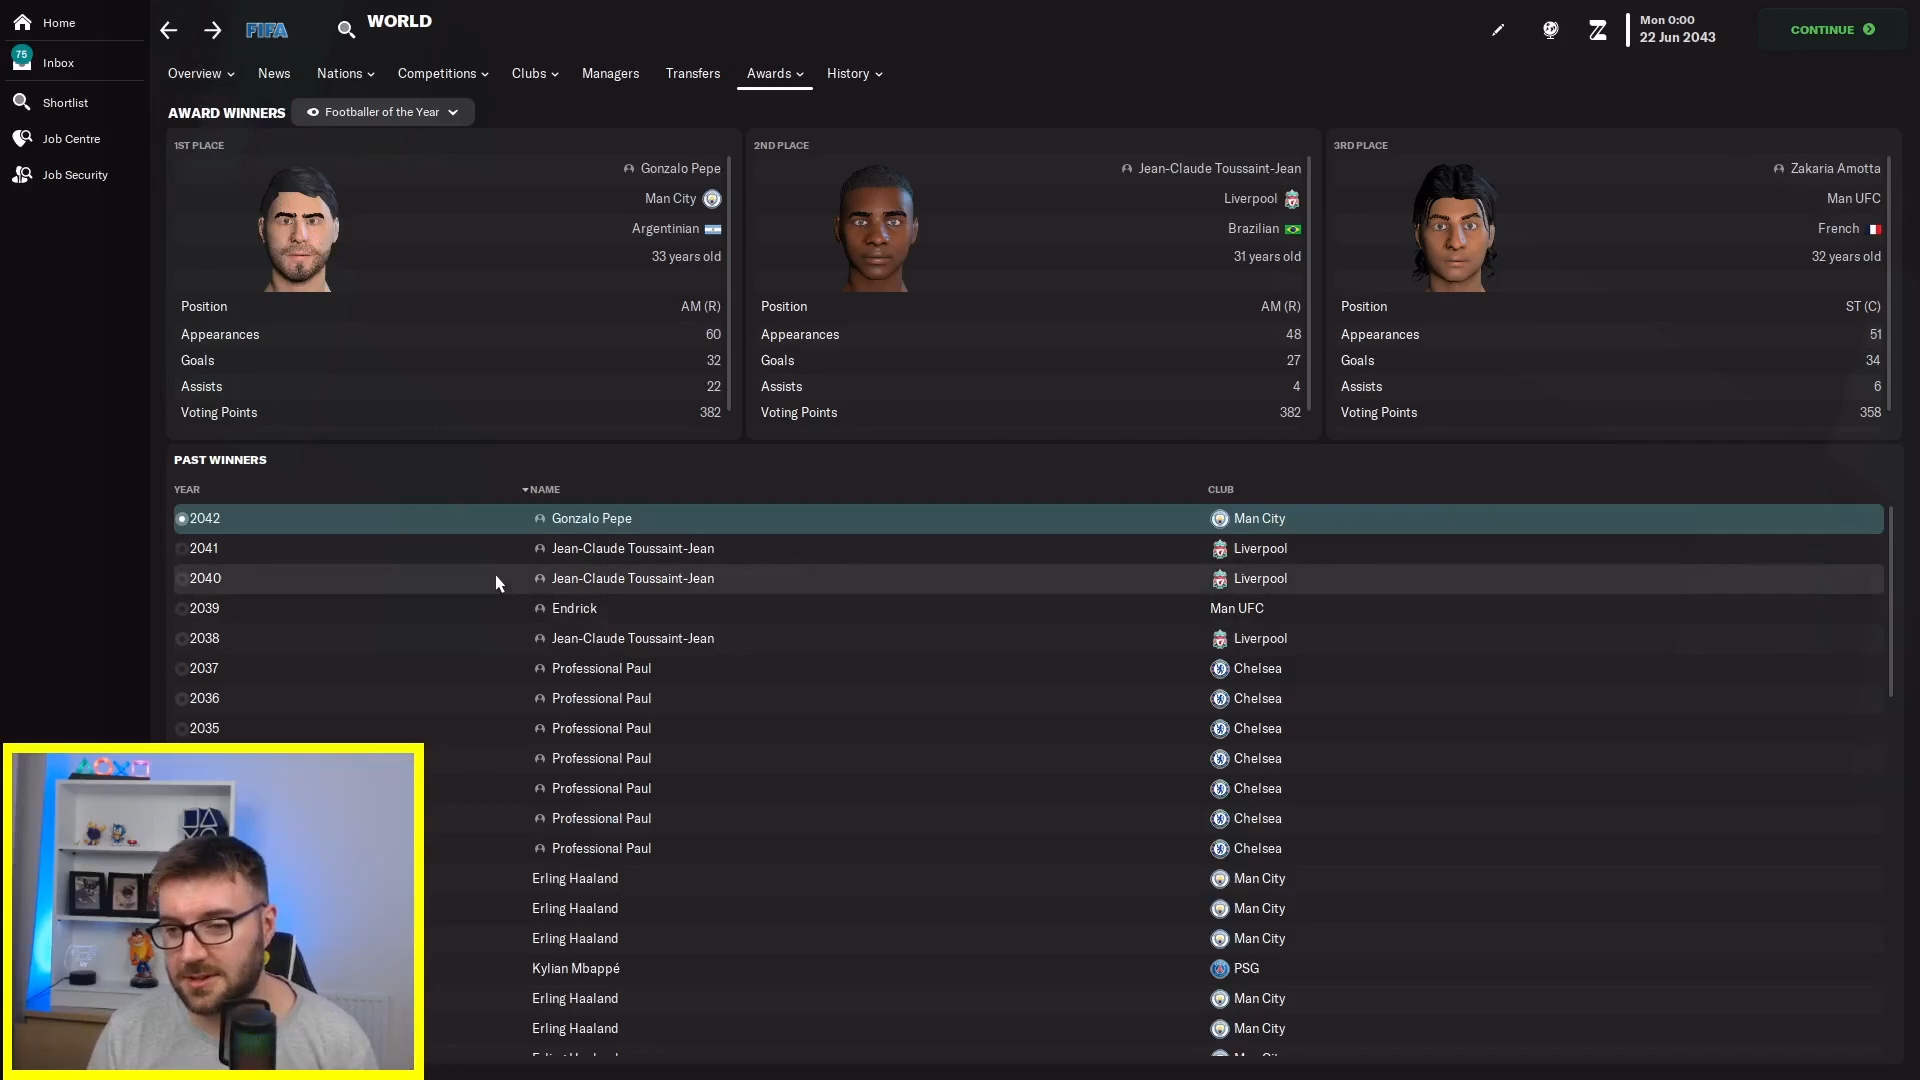 Home
75
Inbox
Shortlist
Job Centre
Job Security
FIFA
WORLD
Mon 0:00
22 Jun 2043
CONTINUE
Overview
News
Nations
Competitions
Clubs
Managers
Transfers
Awards
History
AWARD WINNERS
Footballer of the Year
1ST PLACE
Gonzalo Pepe
Man City
Argentinian
33 years old
Position AM (R)
Appearances 60
Goals 32
Assists 22
Voting Points 382
2ND PLACE
Jean-Claude Toussaint-Jean
Liverpool
Brazilian
31 years old
Position AM (R)
Appearances 48
Goals 27
Assists 4
Voting Points 382
3RD PLACE
Zakaria Amotta
Man UFC
French
32 years old
Position ST (C)
Appearances 51
Goals 34
Assists 6
Voting Points 358
PAST WINNERS
YEAR NAME CLUB
2042 Gonzalo Pepe Man City
2041 Jean-Claude Toussaint-Jean Liverpool
2040 Jean-Claude Toussaint-Jean Liverpool
2039 Endrick Man UFC
2038 Jean-Claude Toussaint-Jean Liverpool
2037 Professional Paul Chelsea
2036 Professional Paul Chelsea
2035 Professional Paul Chelsea
Professional Paul Chelsea
Professional Paul Chelsea
Professional Paul Chelsea
Professional Paul Chelsea
Erling Haaland Man City
Erling Haaland Man City
Erling Haaland Man City
Kylian Mbappé PSG
Erling Haaland Man City
Erling Haaland Man City